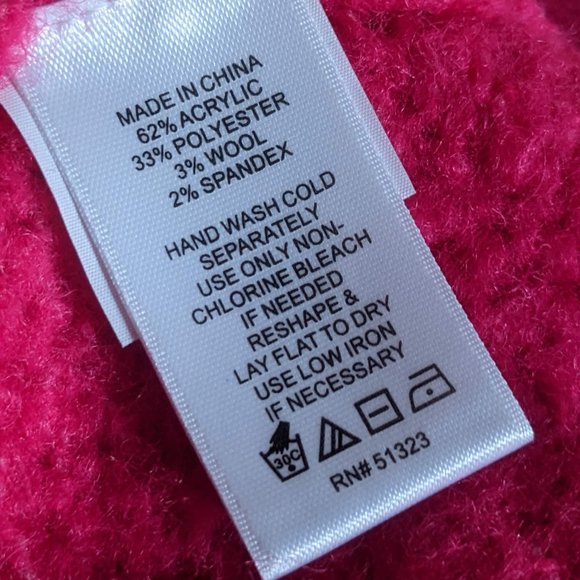 MADE IN CHINA
62% ACRYLIC
33% POLYESTER
3% WOOL
2% SPANDEX
HAND WASH COLD
SEPARATELY
USE ONLY NON-
CHLORINE BLEACH
IF NEEDED
RESHAPE &
LAY FLAT TO DRY
USE LOW IRON
IF NECESSARY
30C
RN# 51323